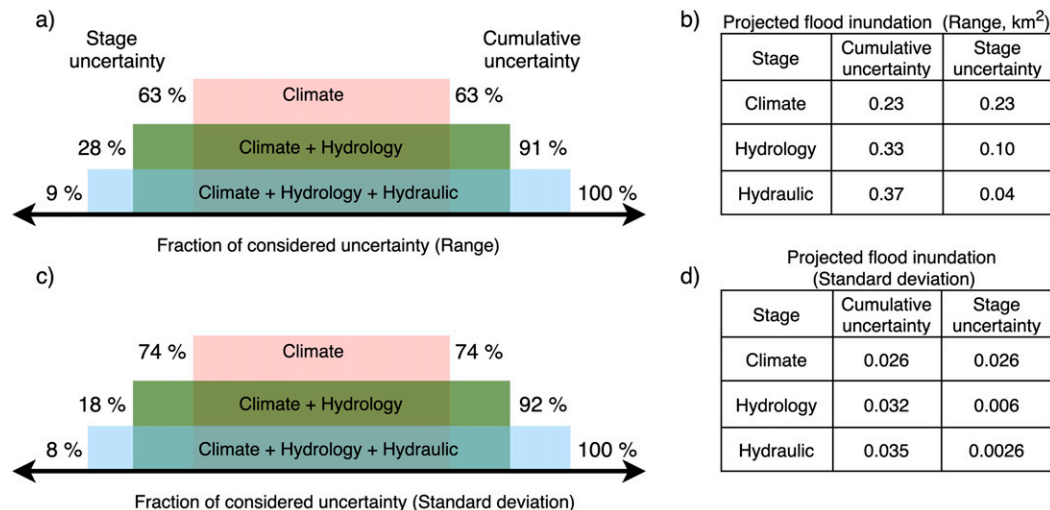 a)
Stage
uncertainty
Cumulative
uncertainty
63 %
Climate
63 %
28 %
Climate + Hydrology
91 %
9 %
Climate + Hydrology + Hydraulic
100 %
Fraction of considered uncertainty (Range)
b)
Projected flood inundation (Range, km²)
Stage
Cumulative
uncertainty
Stage
uncertainty
Climate
0.23
0.23
Hydrology
0.33
0.10
Hydraulic
0.37
0.04
c)
74 %
Climate
74 %
18 %
Climate + Hydrology
92 %
8 %
Climate + Hydrology + Hydraulic
100 %
Fraction of considered uncertainty (Standard deviation)
d)
Projected flood inundation
(Standard deviation)
Stage
Cumulative
uncertainty
Stage
uncertainty
Climate
0.026
0.026
Hydrology
0.032
0.006
Hydraulic
0.035
0.0026